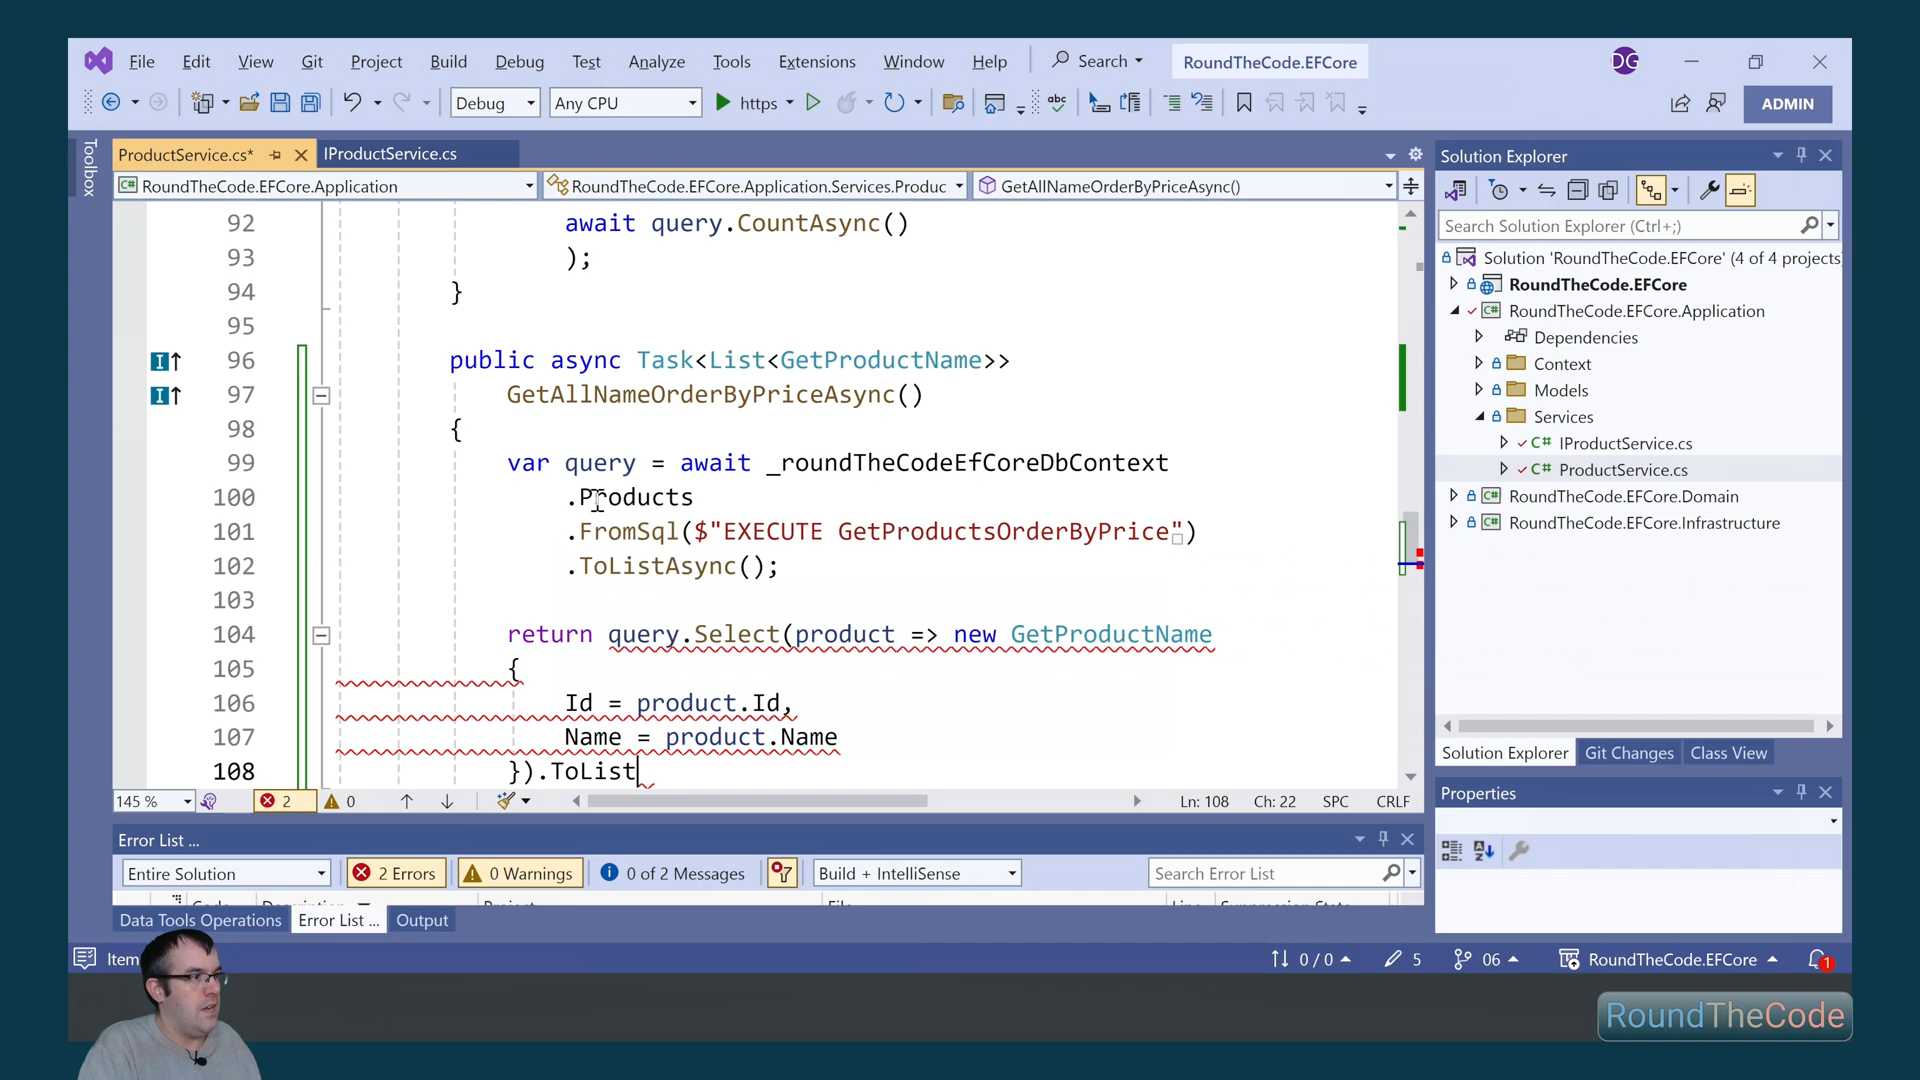 File Edit View Git Project Build Debug Test Analyze Tools Extensions Window Help Search RoundTheCode.EFCore DG
Debug Any CPU https ADMIN
Toolbox
ProductService.cs* IProductService.cs
RoundTheCode.EFCore.Application RoundTheCode.EFCore.Application.Services.Produc GetAllNameOrderByPriceAsync()
92 await query.CountAsync()
93 );
94 }
95
96 public async Task<List<GetProductName>>
97 GetAllNameOrderByPriceAsync()
98 {
99 var query = await _roundTheCodeEfCoreDbContext
100 .Products
101 .FromSql($"EXECUTE GetProductsOrderByPrice")
102 .ToListAsync();
103
104 return query.Select(product => new GetProductName
105 {
106 Id = product.Id,
107 Name = product.Name
108 }).ToList
145 % 2 0 Ln: 108 Ch: 22 SPC CRLF
Error List ...
Entire Solution 2 Errors 0 Warnings 0 of 2 Messages Build + IntelliSense Search Error List
Data Tools Operations Error List ... Output
Solution Explorer
Search Solution Explorer (Ctrl+;)
Solution 'RoundTheCode.EFCore' (4 of 4 projects)
RoundTheCode.EFCore
RoundTheCode.EFCore.Application
Dependencies
Context
Models
Services
IProductService.cs
ProductService.cs
RoundTheCode.EFCore.Domain
RoundTheCode.EFCore.Infrastructure
Solution Explorer Git Changes Class View
Properties
Item
0 / 0 5 06 RoundTheCode.EFCore 1
RoundTheCode